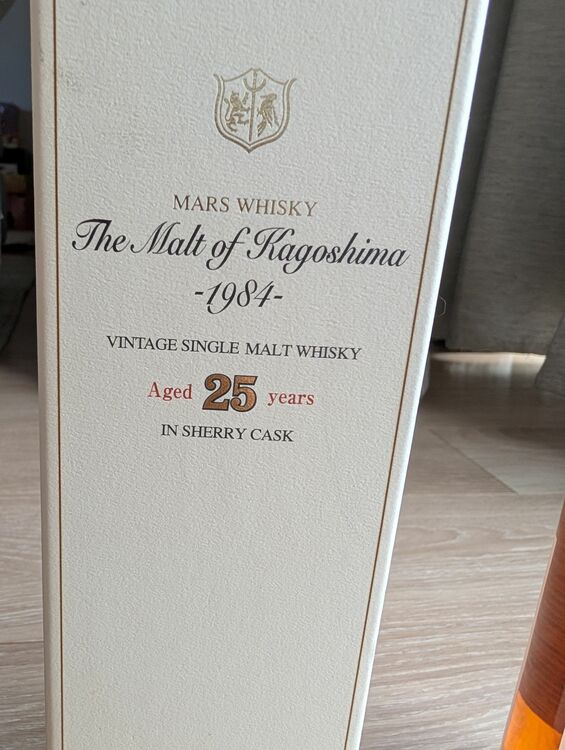 MARS WHISKY
The Malt of Kagoshima
-1984-
VINTAGE SINGLE MALT WHISKY
Aged 25 years
IN SHERRY CASK